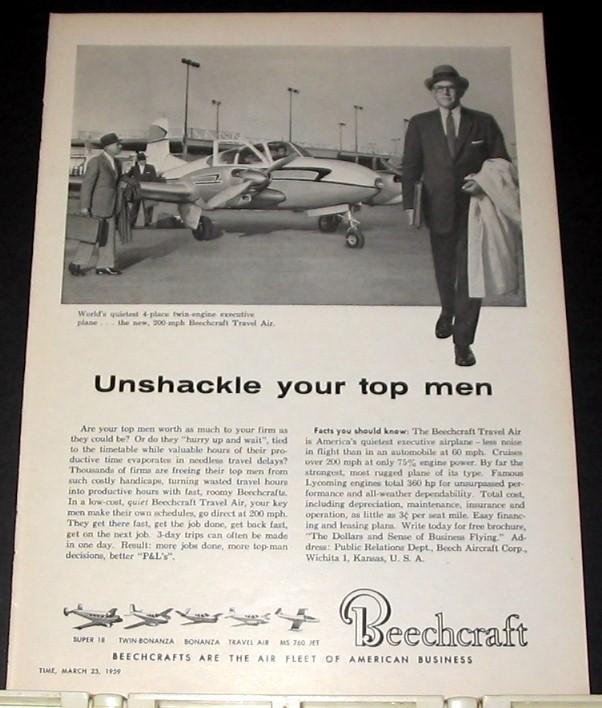 World's quietest 4-place twin-engine executive
plane . . . the new, 200-mph Beechcraft Travel Air.
Unshackle your top men
Are your top men worth as much to your firm as
they could be? Or do they "hurry up and wait", tied
to the timetable while valuable hours of their pro-
ductive time evaporates in needless travel delays?
Thousands of firms are freeing their top men from
such costly handicaps, turning wasted travel hours
into productive hours with fast, roomy Beechcrafts.
In a low-cost, quiet Beechcraft Travel Air, your key
men make their own schedules, go direct at 200 mph.
They get there fast, get the job done, get back fast,
get on the next job. 3-day trips can often be made
in one day. Result: more jobs done, more top-man
decisions, better "P&L's".
Facts you should know: The Beechcraft Travel Air
is America's quietest executive airplane – less noise
in flight than in an automobile at 60 mph. Cruises
over 200 mph at only 75% engine power. By far the
strongest, most rugged plane of its type. Famous
Lycoming engines total 360 hp for unsurpassed per-
formance and all-weather dependability. Total cost,
including depreciation, maintenance, insurance and
operation, as little as 3¢ per seat mile. Easy financ-
ing and leasing plans. Write today for free brochure,
"The Dollars and Sense of Business Flying." Ad-
dress: Public Relations Dept., Beech Aircraft Corp.,
Wichita 1, Kansas, U. S. A.
SUPER 18 TWIN-BONANZA BONANZA TRAVEL AIR MS 760 JET
Beechcraft
BEECHCRAFTS ARE THE AIR FLEET OF AMERICAN BUSINESS
TIME, MARCH 23, 1959